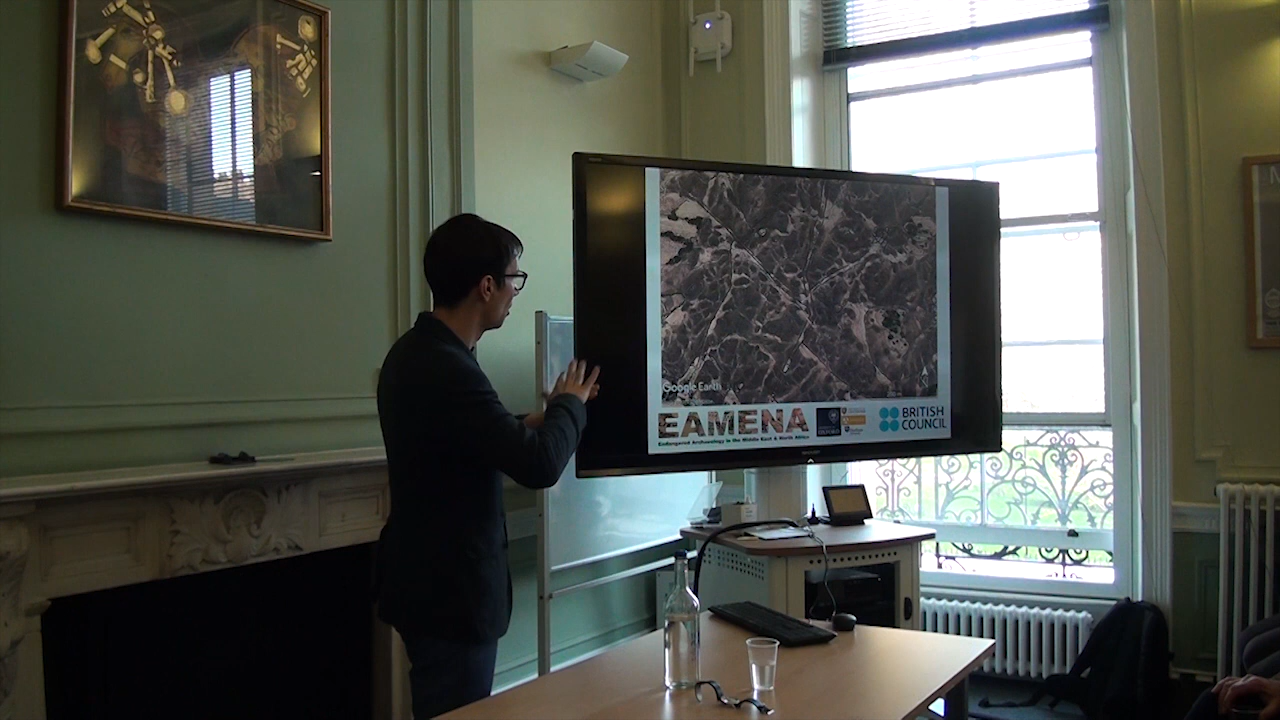 Google Earth
EAMENA
Endangered Archaeology in the Middle East & North Africa
BRITISH
COUNCIL